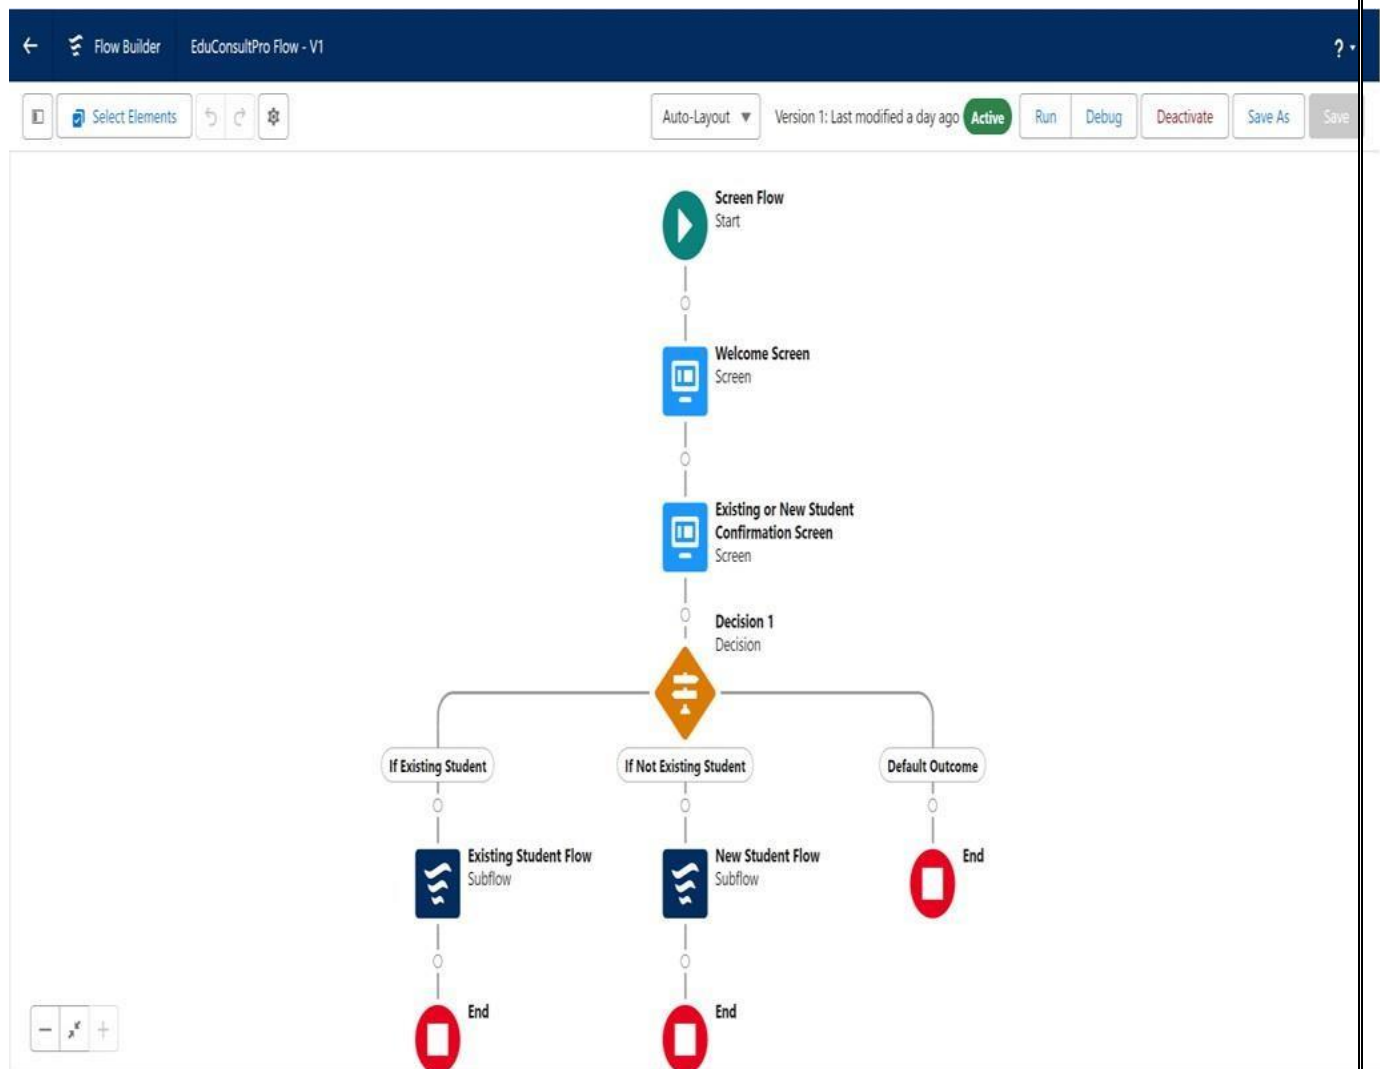 Flow Builder EduConsultPro Flow - V1 ?
Select Elements Auto-Layout Version 1: Last modified a day ago Active Run Debug Deactivate Save As Save
Screen Flow
Start
Welcome Screen
Screen
Existing or New Student
Confirmation Screen
Screen
Decision 1
Decision
If Existing Student If Not Existing Student Default Outcome
Existing Student Flow New Student Flow End
Subflow Subflow
End End